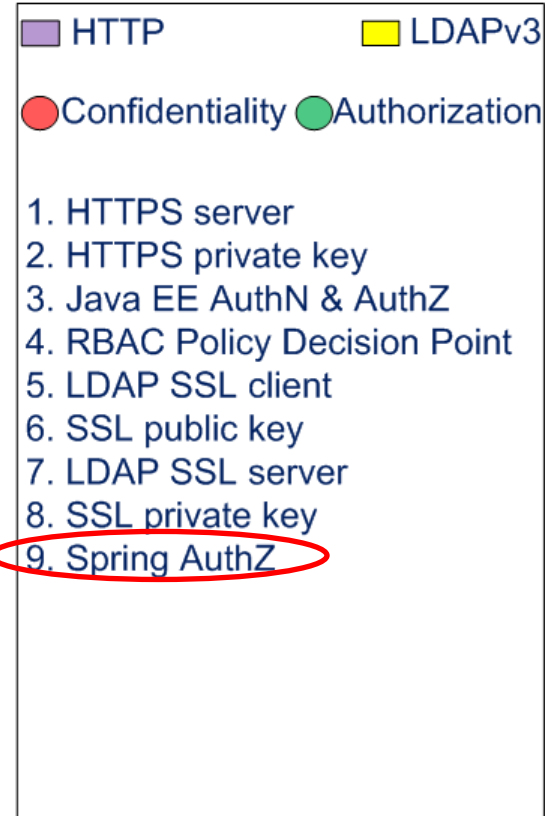 HTTP LDAPv3
Confidentiality Authorization
1. HTTPS server
2. HTTPS private key
3. Java EE AuthN & AuthZ
4. RBAC Policy Decision Point
5. LDAP SSL client
6. SSL public key
7. LDAP SSL server
8. SSL private key
9. Spring AuthZ